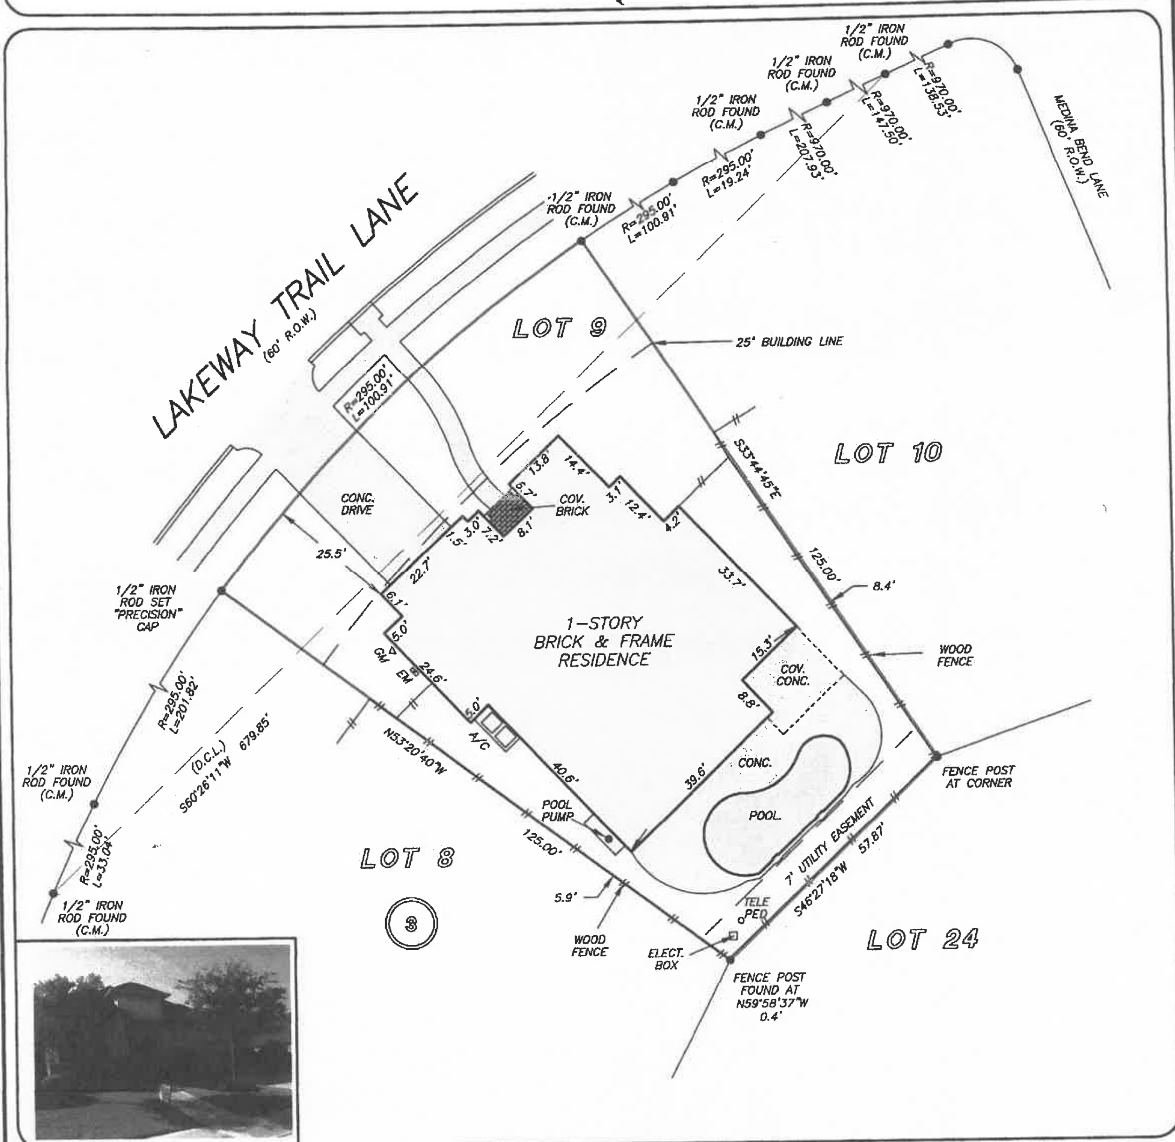 1/2" IRON
ROD FOUND
(C.M.)
1/2" IRON
ROD FOUND
(C.M.)
1/2" IRON
ROD FOUND
(C.M.)
R=970.00'
L=138.53'
R=970.00'
L=147.50'
R=970.00'
L=207.93'
R=295.00'
L=19.24'
R=295.00'
L=100.91'
MEDINA BEND LANE
(60' R.O.W.)
1/2" IRON
ROD FOUND
(C.M.)
LAKEWAY TRAIL LANE
(60' R.O.W.)
LOT 9
25' BUILDING LINE
R=295.00'
L=100.91'
LOT 10
S33°44'45"E
125.00'
8.4'
WOOD
FENCE
13.8'
14.4'
3.1'
12.4'
4.2'
6.7'
COV.
BRICK
8.1'
7.2'
3.0'
1.5'
CONC.
DRIVE
25.5'
22.7'
6.1'
5.0'
GM
EM
24.6'
5.0'
A/C
33.7'
1-STORY
BRICK & FRAME
RESIDENCE
15.3'
COV.
CONC.
8.8'
39.6'
40.6'
CONC.
POOL.
POOL
PUMP
1/2" IRON
ROD SET
"PRECISION"
CAP
R=295.00'
L=201.82'
(D.C.L.)
S60°26'11"W 679.85'
N53°20'40"W
125.00'
1/2" IRON
ROD FOUND
(C.M.)
R=295.00'
L=33.04'
1/2" IRON
ROD FOUND
(C.M.)
LOT 8
3
5.9'
WOOD
FENCE
FENCE POST
AT CORNER
7' UTILITY EASEMENT
S46°27'18"W 57.87'
TELE
PED
ELECT.
BOX
LOT 24
FENCE POST
FOUND AT
N59°58'37"W
0.4'